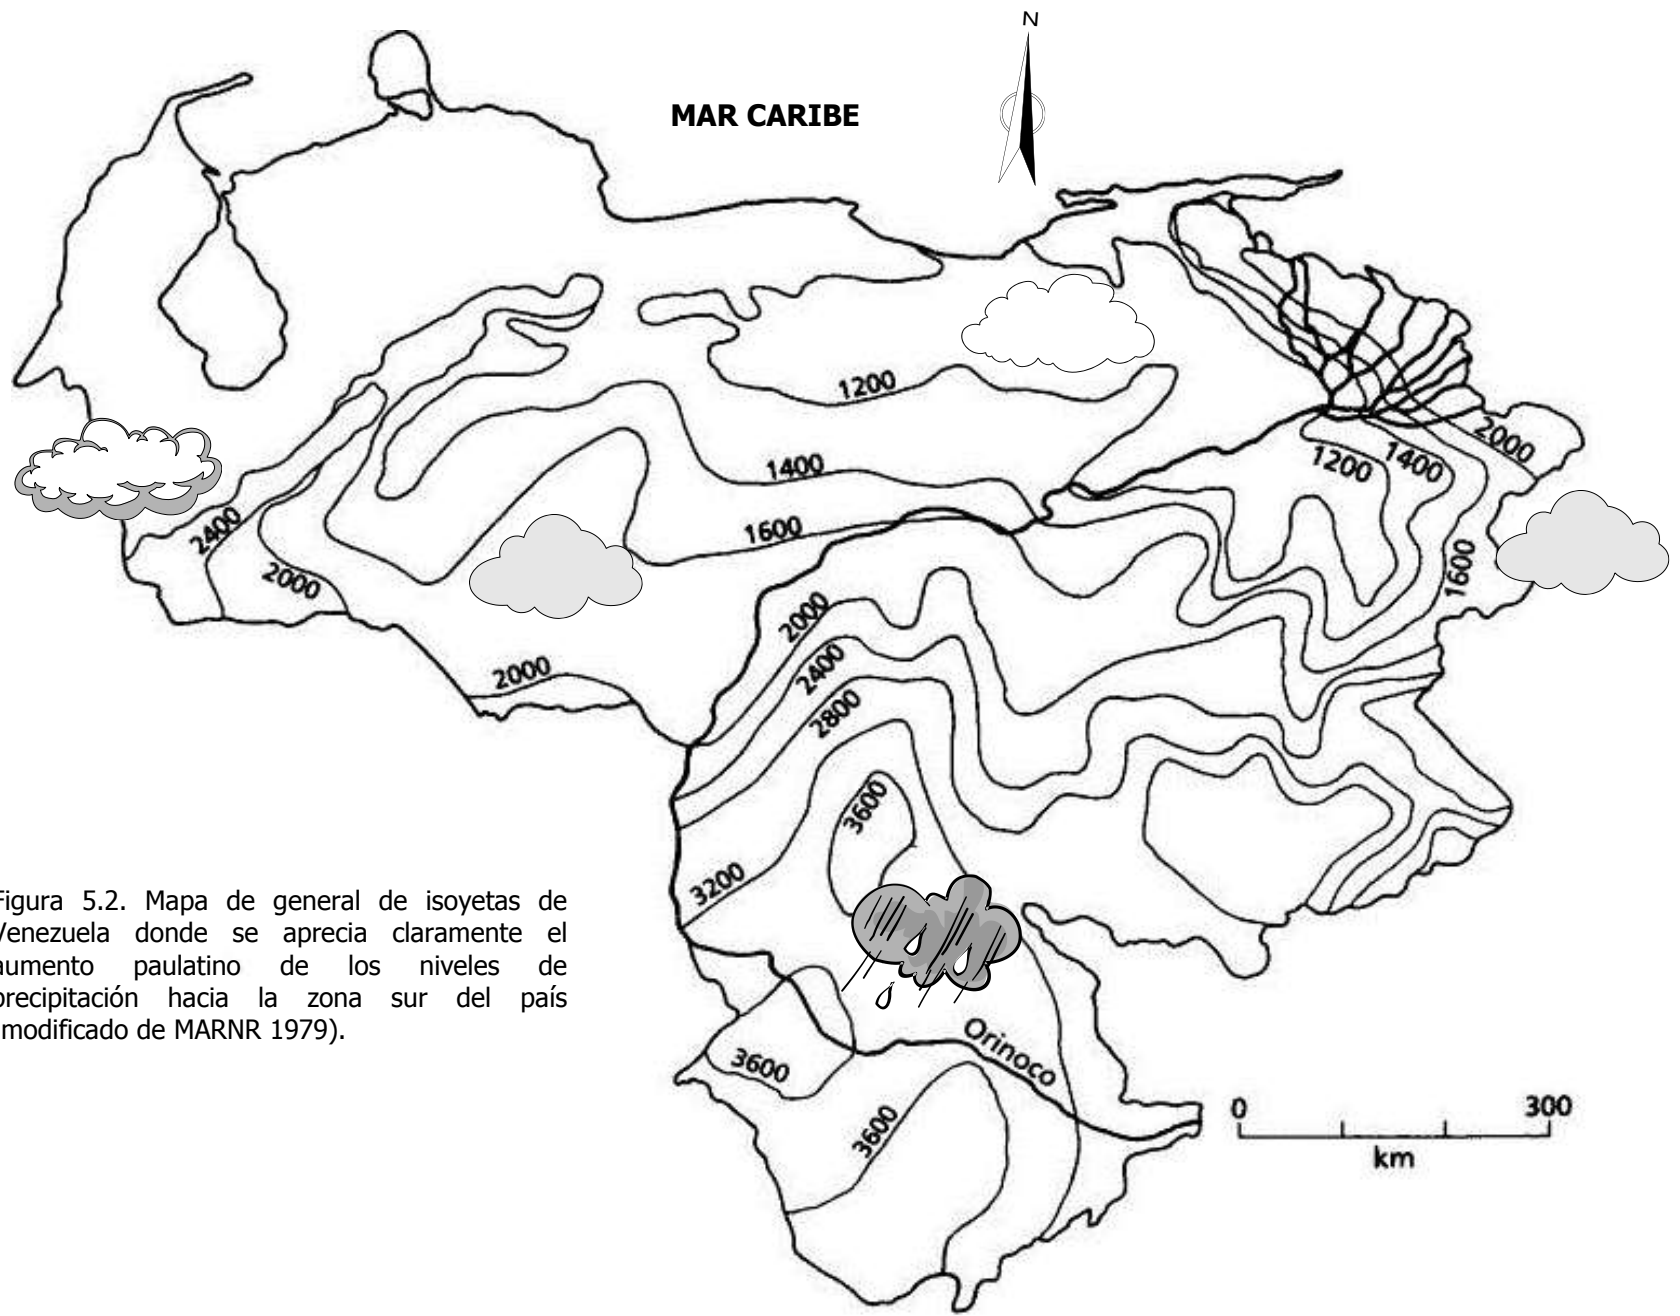 N
MAR CARIBE
1200
1400
2000
1400
1200
2400
1600
1600
2000
2000
2000
2400
2800
3600
3200
Figura 5.2. Mapa de general de isoyetas de
Venezuela donde se aprecia claramente el
aumento paulatino de los niveles de
precipitación hacia la zona sur del país
modificado de MARNR 1979).
Orinoco
3600
3600
0 300
km